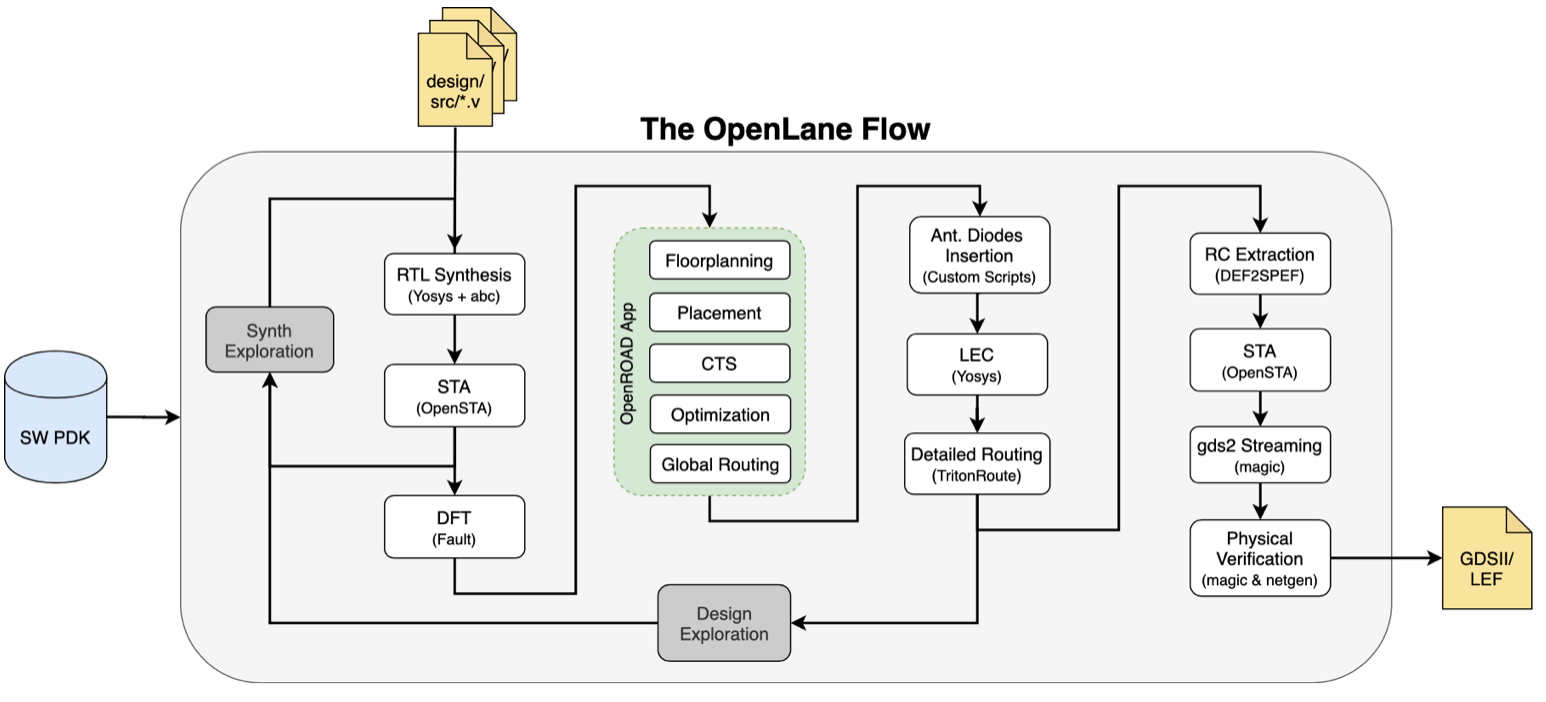 design/
src/*.v
/
The OpenLane Flow
SW PDK
Synth
Exploration
RTL Synthesis
(Yosys + abc)
STA
(OpenSTA)
DFT
(Fault)
OpenROAD App
Floorplanning
Placement
CTS
Optimization
Global Routing
Design
Exploration
Ant. Diodes
Insertion
(Custom Scripts)
LEC
(Yosys)
Detailed Routing
(TritonRoute)
RC Extraction
(DEF2SPEF)
STA
(OpenSTA)
gds2 Streaming
(magic)
Physical
Verification
(magic & netgen)
GDSII/
LEF